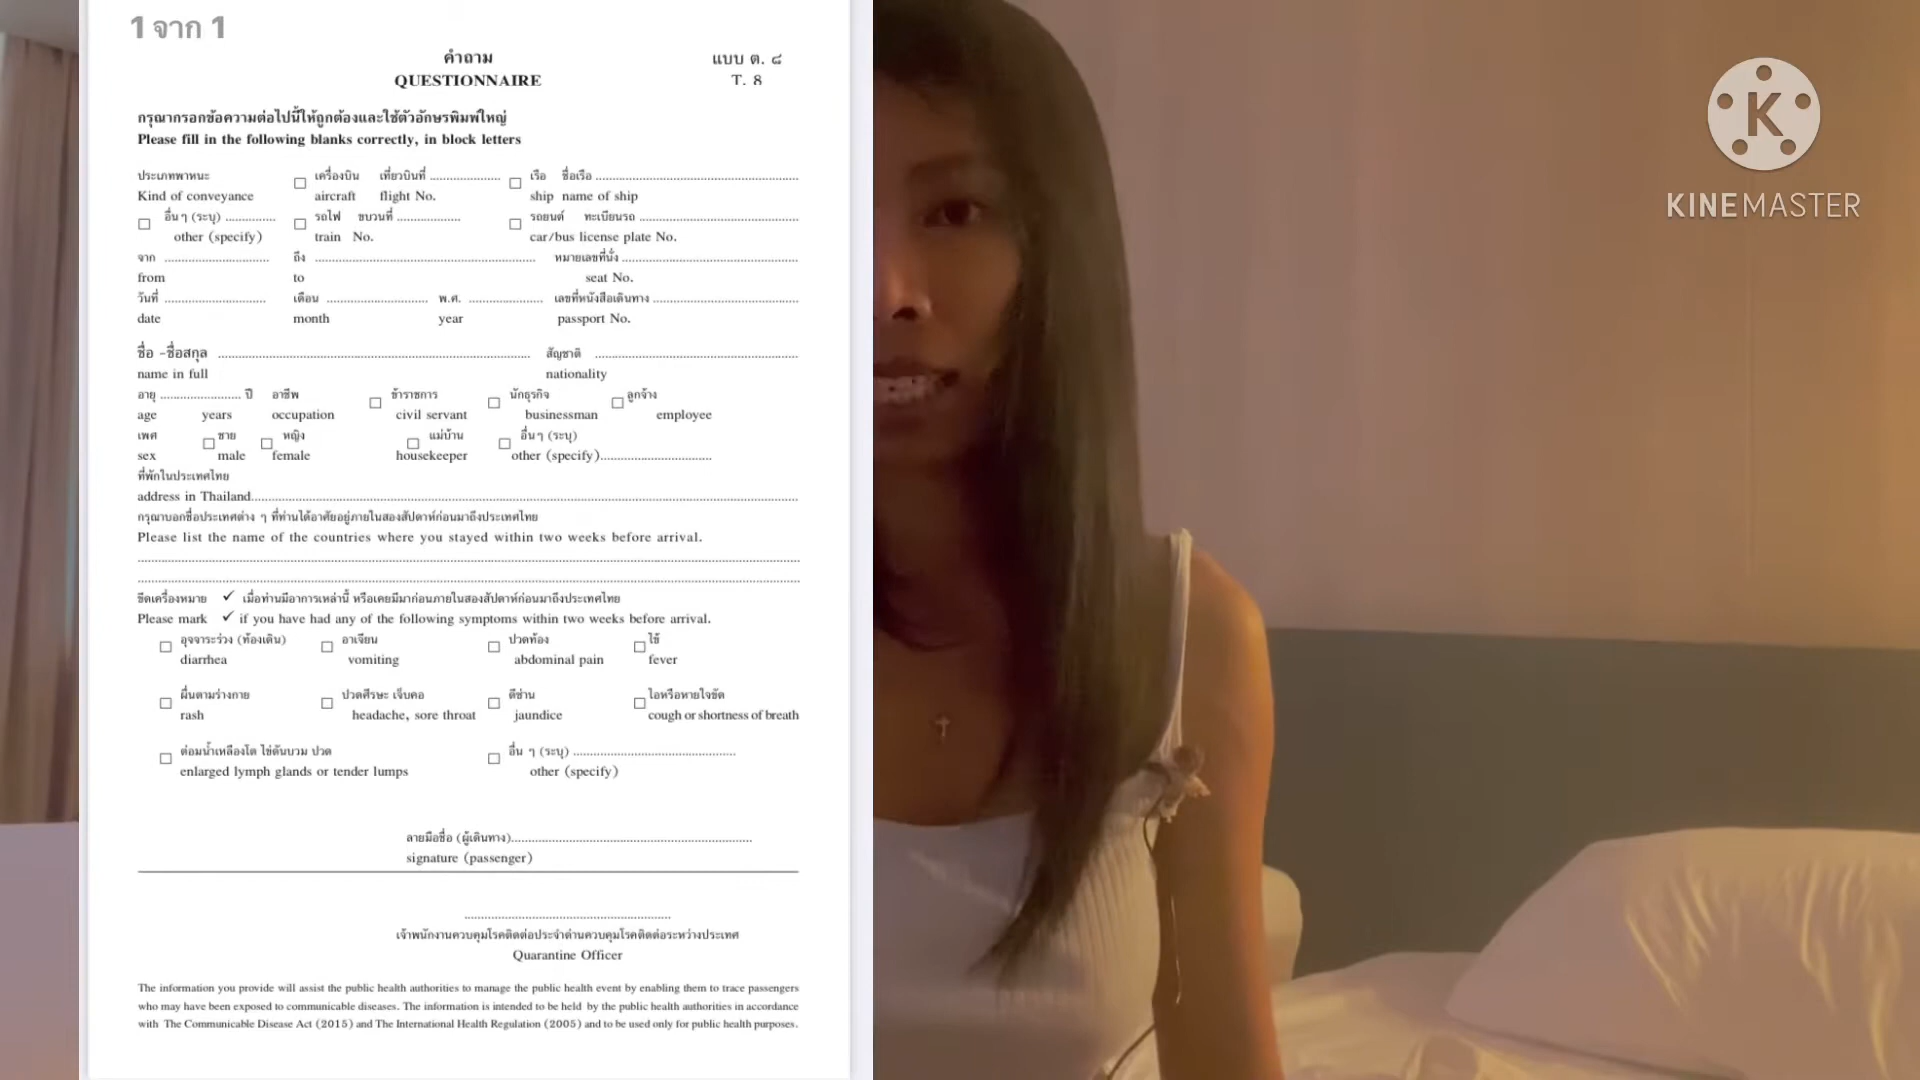 1 จาก 1
คำถาม
แบบ ต. ๘
QUESTIONNAIRE
T. 8
กรุณากรอกข้อความต่อไปนี้ให้ถูกต้องและใช้ตัวอักษรพิมพ์ใหญ่
Please fill in the following blanks correctly, in block letters
ประเภทพาหนะ ☐ เครื่องบิน เที่ยวบินที่ .................... ☐ เรือ ชื่อเรือ ....................
Kind of conveyance aircraft flight No. ship name of ship
☐ อื่นๆ (ระบุ) ............... ☐ รถไฟ ขบวนที่ .................... ☐ รถยนต์ ทะเบียนรถ ....................
other (specify) train No. car/bus license plate No.
จาก .................... ถึง .................... หมายเลขที่นั่ง ....................
from to seat No.
วันที่ .................... เดือน .................... พ.ศ. .................... เลขที่หนังสือเดินทาง ....................
date month year passport No.
ชื่อ -ชื่อสกุล .................... สัญชาติ ....................
name in full nationality
อายุ .................... ปี อาชีพ ☐ ข้าราชการ ☐ นักธุรกิจ ☐ ลูกจ้าง
age years occupation civil servant businessman employee
เพศ ☐ ชาย ☐ หญิง ☐ แม่บ้าน ☐ อื่นๆ (ระบุ)
sex male female housekeeper other (specify)....................
ที่พักในประเทศไทย
address in Thailand....................
กรุณาบอกชื่อประเทศต่าง ๆ ที่ท่านได้อาศัยอยู่ภายในสองสัปดาห์ก่อนมาถึงประเทศไทย
Please list the name of the countries where you stayed within two weeks before arrival.
ขีดเครื่องหมาย ✓ เมื่อท่านมีอาการเหล่านี้ หรือเคยมีมาก่อนภายในสองสัปดาห์ก่อนมาถึงประเทศไทย
Please mark ✓ if you have had any of the following symptoms within two weeks before arrival.
☐ อุจจาระร่วง (ท้องเดิน) ☐ อาเจียน ☐ ปวดท้อง ☐ ไข้
diarrhea vomiting abdominal pain fever
☐ ผื่นตามร่างกาย ☐ ปวดศีรษะ เจ็บคอ ☐ ดีซ่าน ☐ ไอหรือหายใจขัด
rash headache, sore throat jaundice cough or shortness of breath
☐ ต่อมน้ำเหลืองโต ไข่ดันบวม ปวด ☐ อื่น ๆ (ระบุ) ....................
enlarged lymph glands or tender lumps other (specify)
ลายมือชื่อ (ผู้เดินทาง)....................
signature (passenger)
เจ้าพนักงานควบคุมโรคติดต่อประจำด่านควบคุมโรคติดต่อระหว่างประเทศ
Quarantine Officer
The information you provide will assist the public health authorities to manage the public health event by enabling them to trace passengers
who may have been exposed to communicable diseases. The information is intended to be held by the public health authorities in accordance
with The Communicable Disease Act (2015) and The International Health Regulation (2005) and to be used only for public health purposes.
K
KINEMASTER